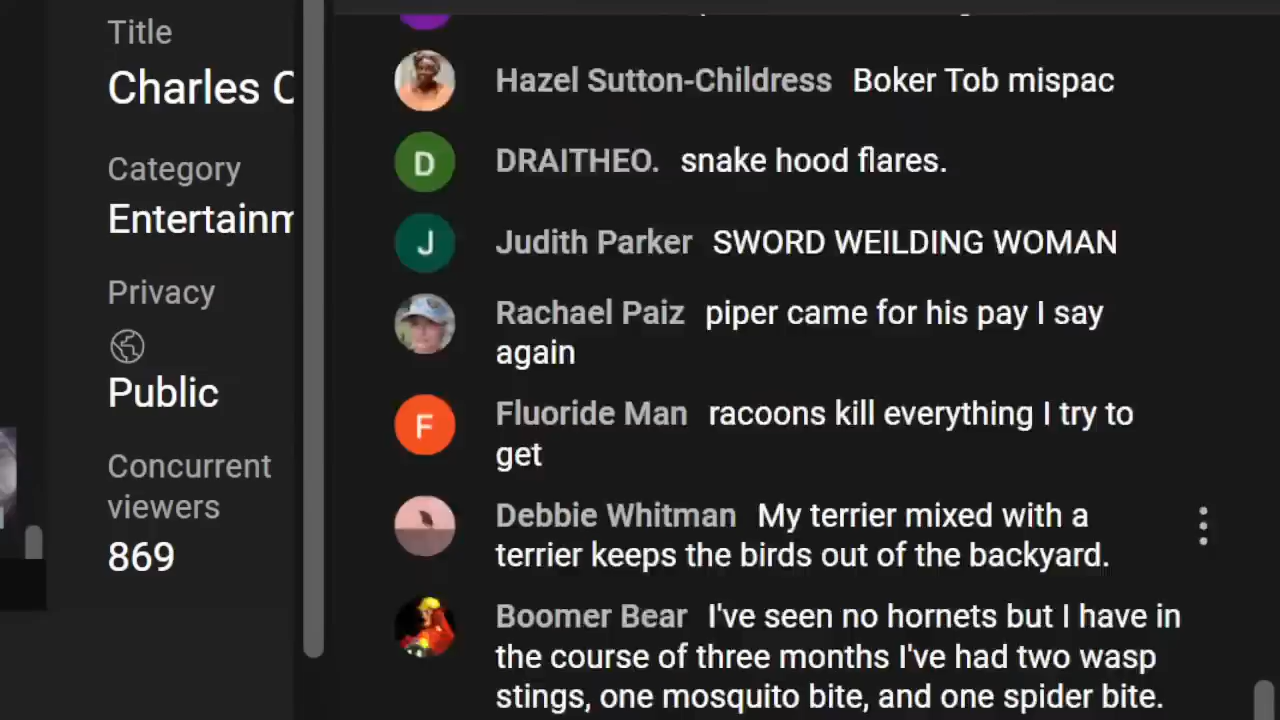 Title
Charles C
Category
Entertainm
Privacy
Public
Concurrent
viewers
869
Hazel Sutton-Childress Boker Tob mispac
D DRAITHEO. snake hood flares.
J Judith Parker SWORD WEILDING WOMAN
Rachael Paiz piper came for his pay I say
again
F Fluoride Man racoons kill everything I try to
get
Debbie Whitman My terrier mixed with a
terrier keeps the birds out of the backyard.
Boomer Bear I've seen no hornets but I have in
the course of three months I've had two wasp
stings, one mosquito bite, and one spider bite.